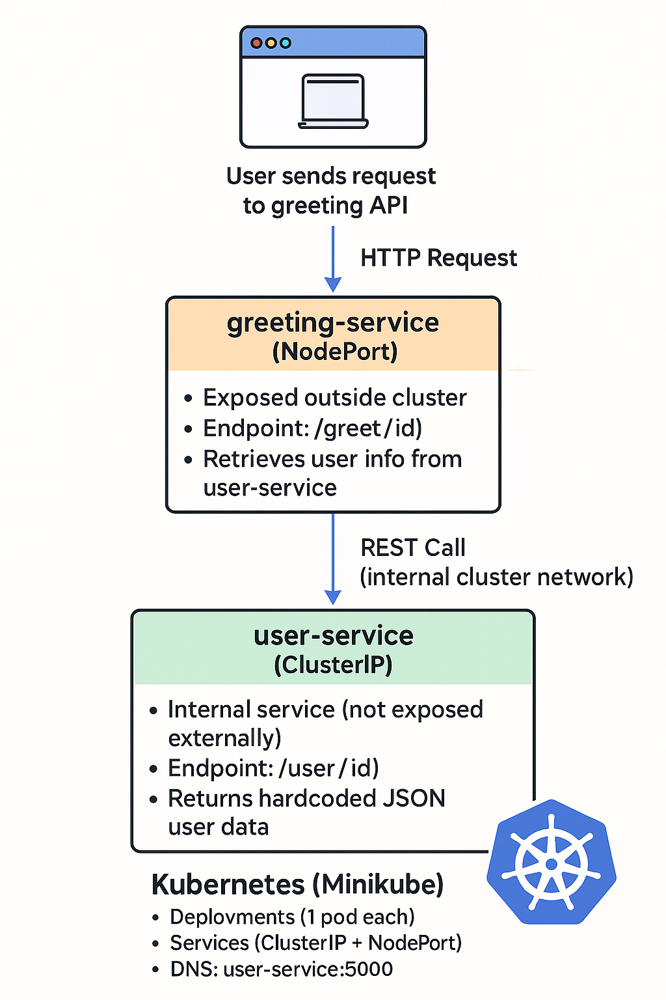 User sends request
to greeting API
HTTP Request
greeting-service
(NodePort)
• Exposed outside cluster
• Endpoint: /greet/id)
• Retrieves user info from
user-service
REST Call
(internal cluster network)
user-service
(ClusterIP)
• Internal service (not exposed
externally)
• Endpoint: /user/id)
• Returns hardcoded JSON
user data
Kubernetes (Minikube)
• Deplovments (1 pod each)
• Services (ClusterIP + NodePort)
• DNS: user-service:5000